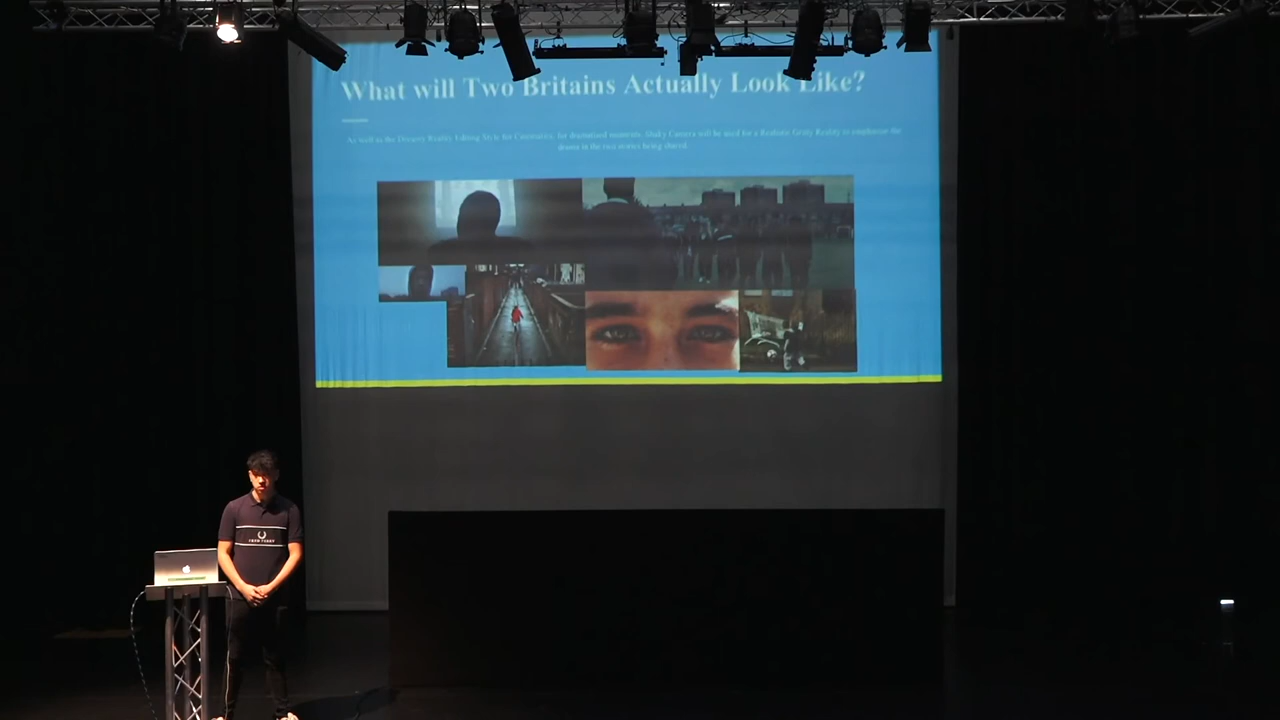 What will Two Britains Actually Look Like?
As well as the Dreamy Reality Editing Style for Cinematics, for dramatised moments, Shaky Camera will be used for a Realistic Gritty Reality to emphasise the
drama in the two stories being shared.
FRED PERRY